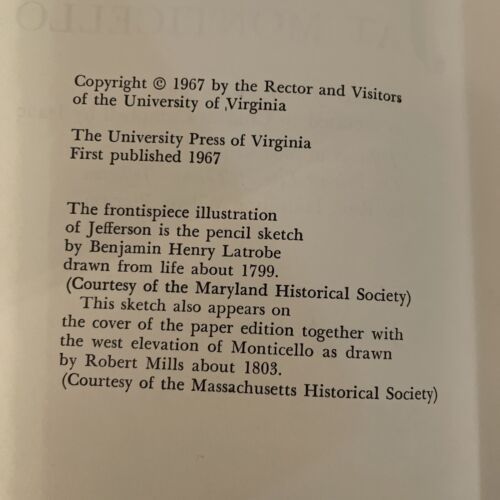 AT MONTICELLO
Copyright © 1967 by the Rector and Visitors
of the University of Virginia
The University Press of Virginia
First published 1967
The frontispiece illustration
of Jefferson is the pencil sketch
by Benjamin Henry Latrobe
drawn from life about 1799.
(Courtesy of the Maryland Historical Society)
This sketch also appears on
the cover of the paper edition together with
the west elevation of Monticello as drawn
by Robert Mills about 1803.
(Courtesy of the Massachusetts Historical Society)